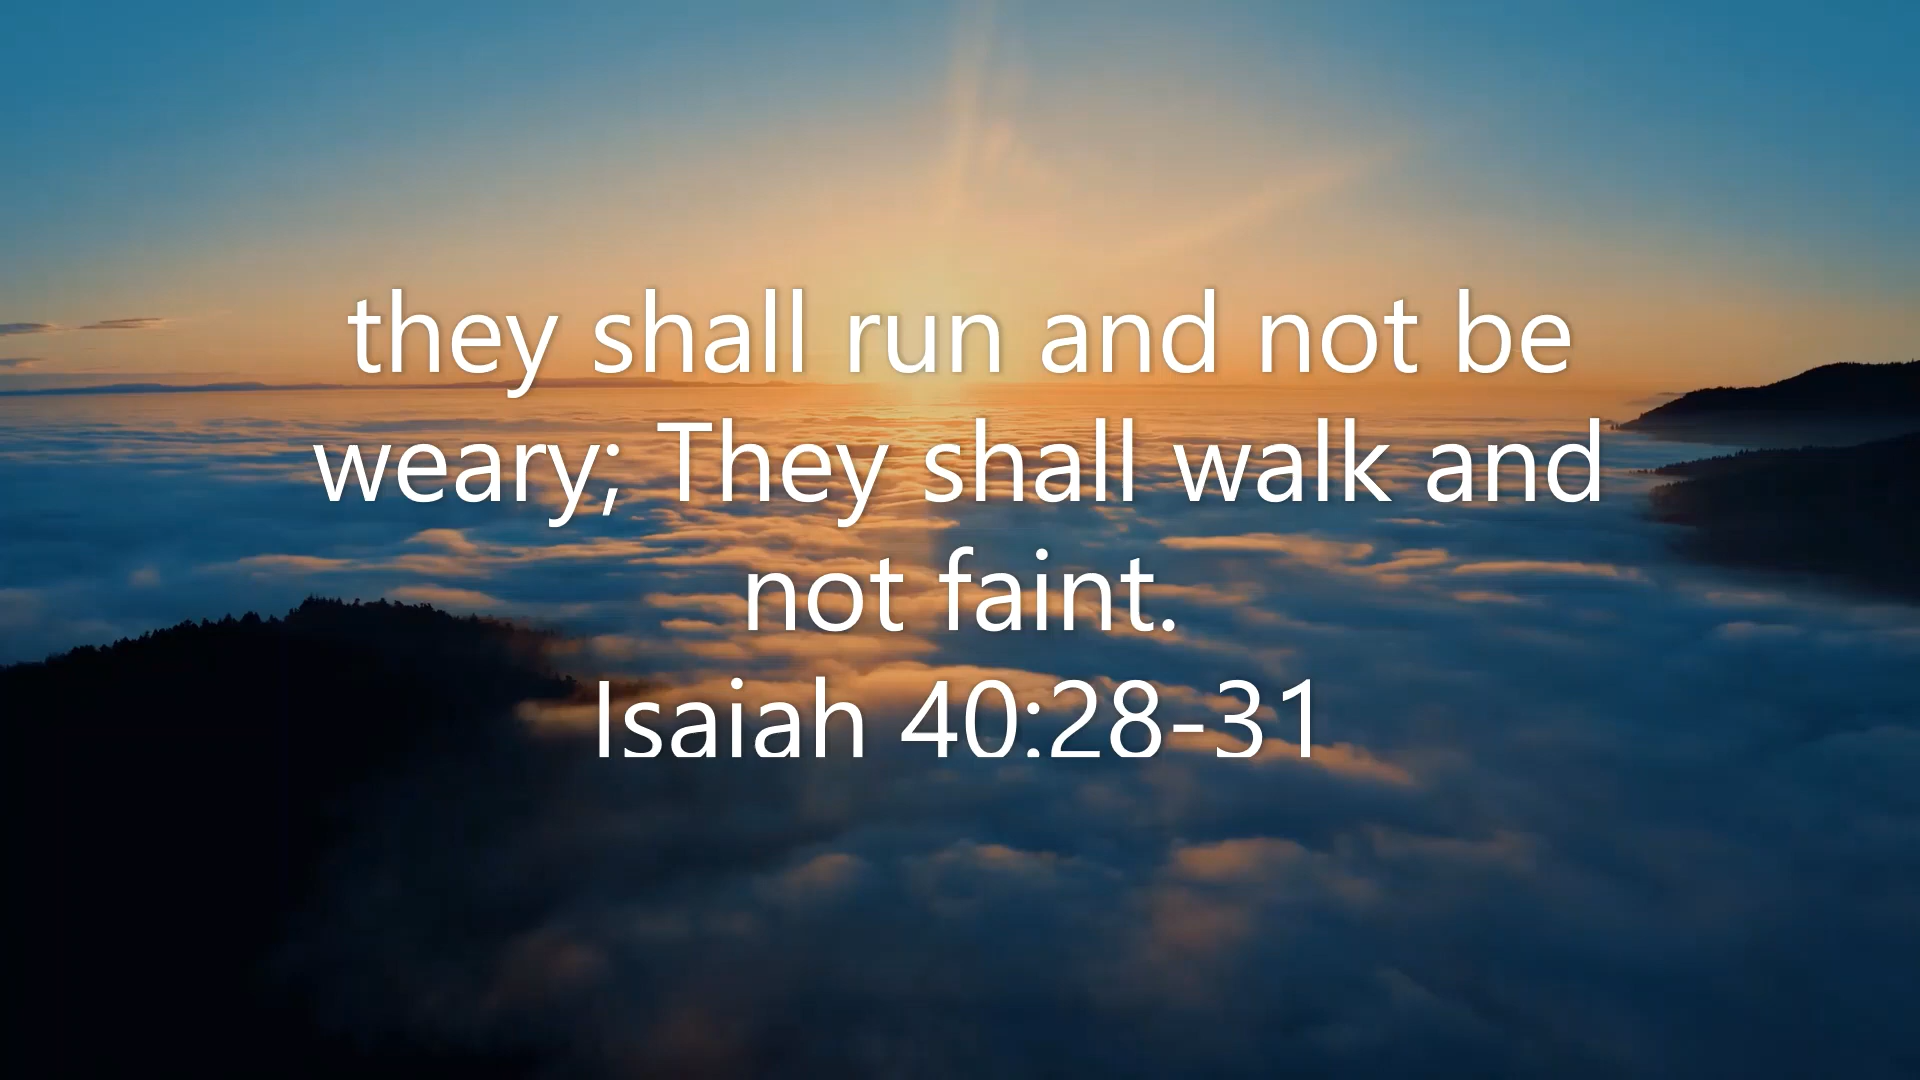 they shall run and not be
weary; They shall walk and
not faint.
Isaiah 40:28-31